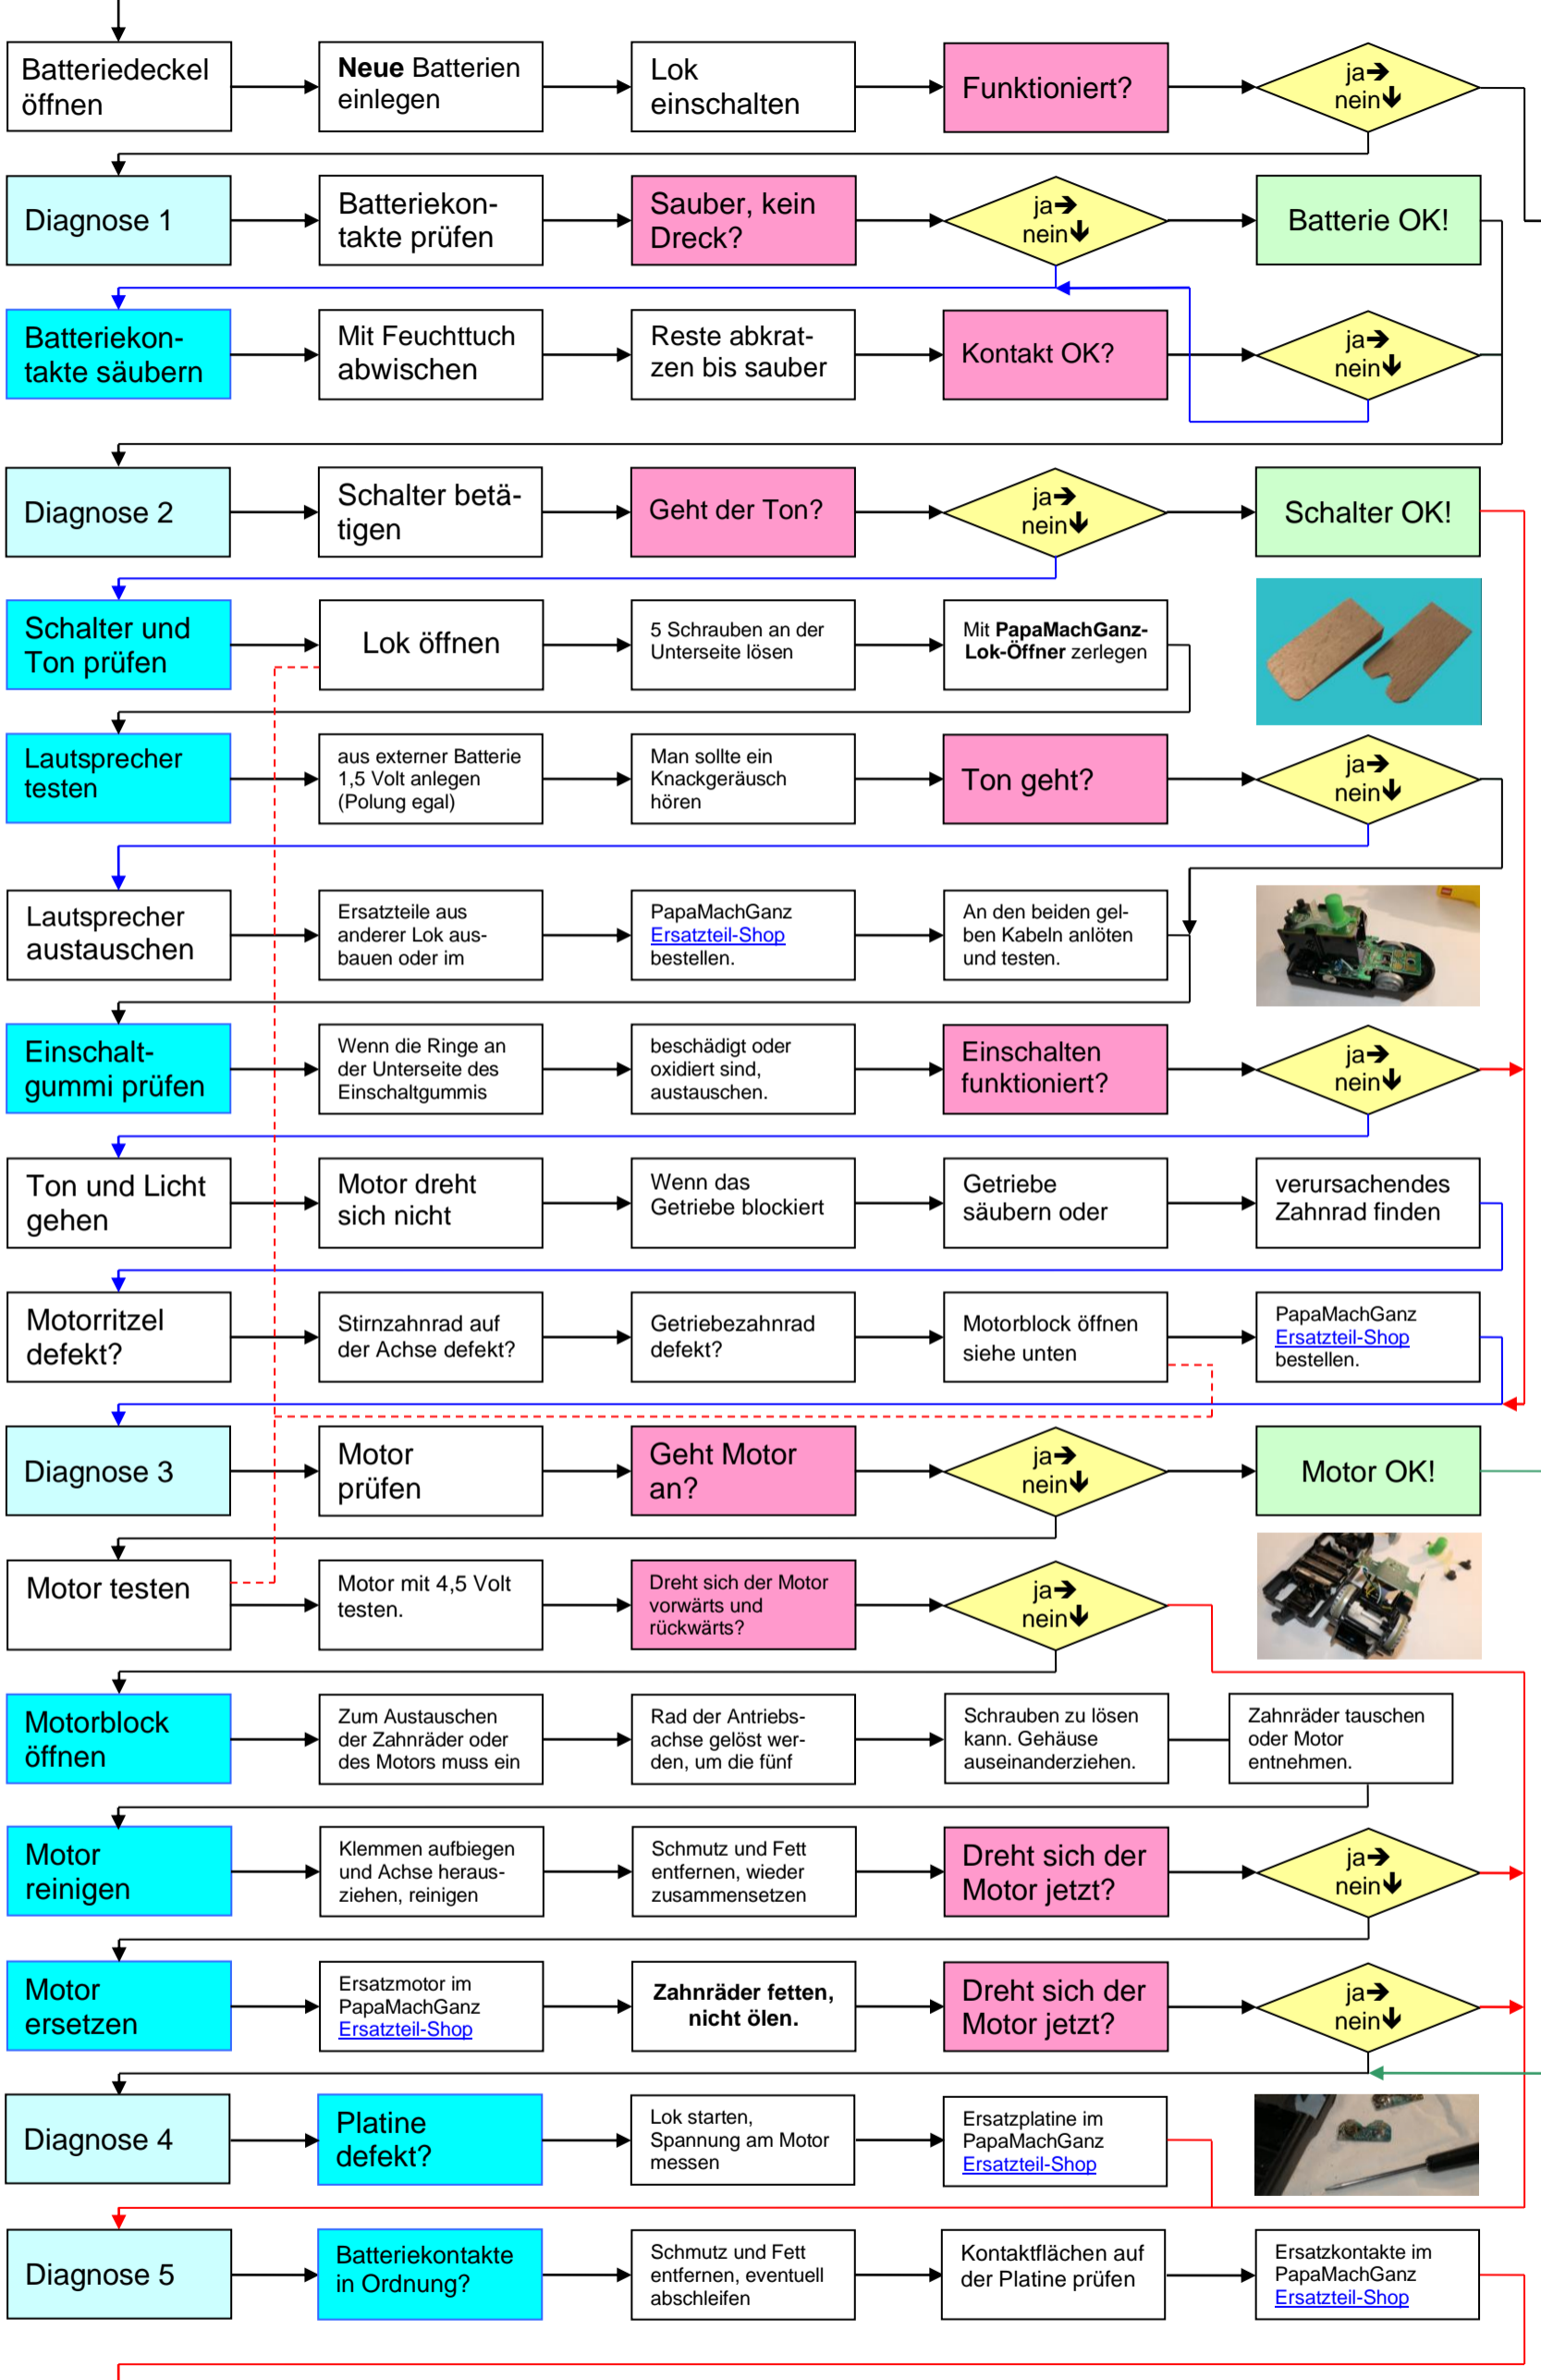 Batteriedeckel
öffnen
Neue Batterien
einlegen
Lok
einschalten
Funktioniert?
ja➔
nein🡻
Diagnose 1
Batteriekon-
takte prüfen
Sauber, kein
Dreck?
ja➔
nein🡻
Batterie OK!
Batteriekon-
takte säubern
Mit Feuchttuch
abwischen
Reste abkrat-
zen bis sauber
Kontakt OK?
ja➔
nein🡻
Diagnose 2
Schalter betä-
tigen
Geht der Ton?
ja➔
nein🡻
Schalter OK!
Schalter und
Ton prüfen
Lok öffnen
5 Schrauben an der
Unterseite lösen
Mit PapaMachGanz-
Lok-Öffner zerlegen
Lautsprecher
testen
aus externer Batterie
1,5 Volt anlegen
(Polung egal)
Man sollte ein
Knackgeräusch
hören
Ton geht?
ja➔
nein🡻
Lautsprecher
austauschen
Ersatzteile aus
anderer Lok aus-
bauen oder im
PapaMachGanz
Ersatzteil-Shop
bestellen.
An den beiden gel-
ben Kabeln anlöten
und testen.
Einschalt-
gummi prüfen
Wenn die Ringe an
der Unterseite des
Einschaltgummis
beschädigt oder
oxidiert sind,
austauschen.
Einschalten
funktioniert?
ja➔
nein🡻
Ton und Licht
gehen
Motor dreht
sich nicht
Wenn das
Getriebe blockiert
Getriebe
säubern oder
verursachendes
Zahnrad finden
Motorritzel
defekt?
Stirnzahnrad auf
der Achse defekt?
Getriebezahnrad
defekt?
Motorblock öffnen
siehe unten
PapaMachGanz
Ersatzteil-Shop
bestellen.
Diagnose 3
Motor
prüfen
Geht Motor
an?
ja➔
nein🡻
Motor OK!
Motor testen
Motor mit 4,5 Volt
testen.
Dreht sich der Motor
vorwärts und
rückwärts?
ja➔
nein🡻
Motorblock
öffnen
Zum Austauschen
der Zahnräder oder
des Motors muss ein
Rad der Antriebs-
achse gelöst wer-
den, um die fünf
Schrauben zu lösen
kann. Gehäuse
auseinanderziehen.
Zahnräder tauschen
oder Motor
entnehmen.
Motor
reinigen
Klemmen aufbiegen
und Achse heraus-
ziehen, reinigen
Schmutz und Fett
entfernen, wieder
zusammensetzen
Dreht sich der
Motor jetzt?
ja➔
nein🡻
Motor
ersetzen
Ersatzmotor im
PapaMachGanz
Ersatzteil-Shop
Zahnräder fetten,
nicht ölen.
Dreht sich der
Motor jetzt?
ja➔
nein🡻
Diagnose 4
Platine
defekt?
Lok starten,
Spannung am Motor
messen
Ersatzplatine im
PapaMachGanz
Ersatzteil-Shop
Diagnose 5
Batteriekontakte
in Ordnung?
Schmutz und Fett
entfernen, eventuell
abschleifen
Kontaktflächen auf
der Platine prüfen
Ersatzkontakte im
PapaMachGanz
Ersatzteil-Shop